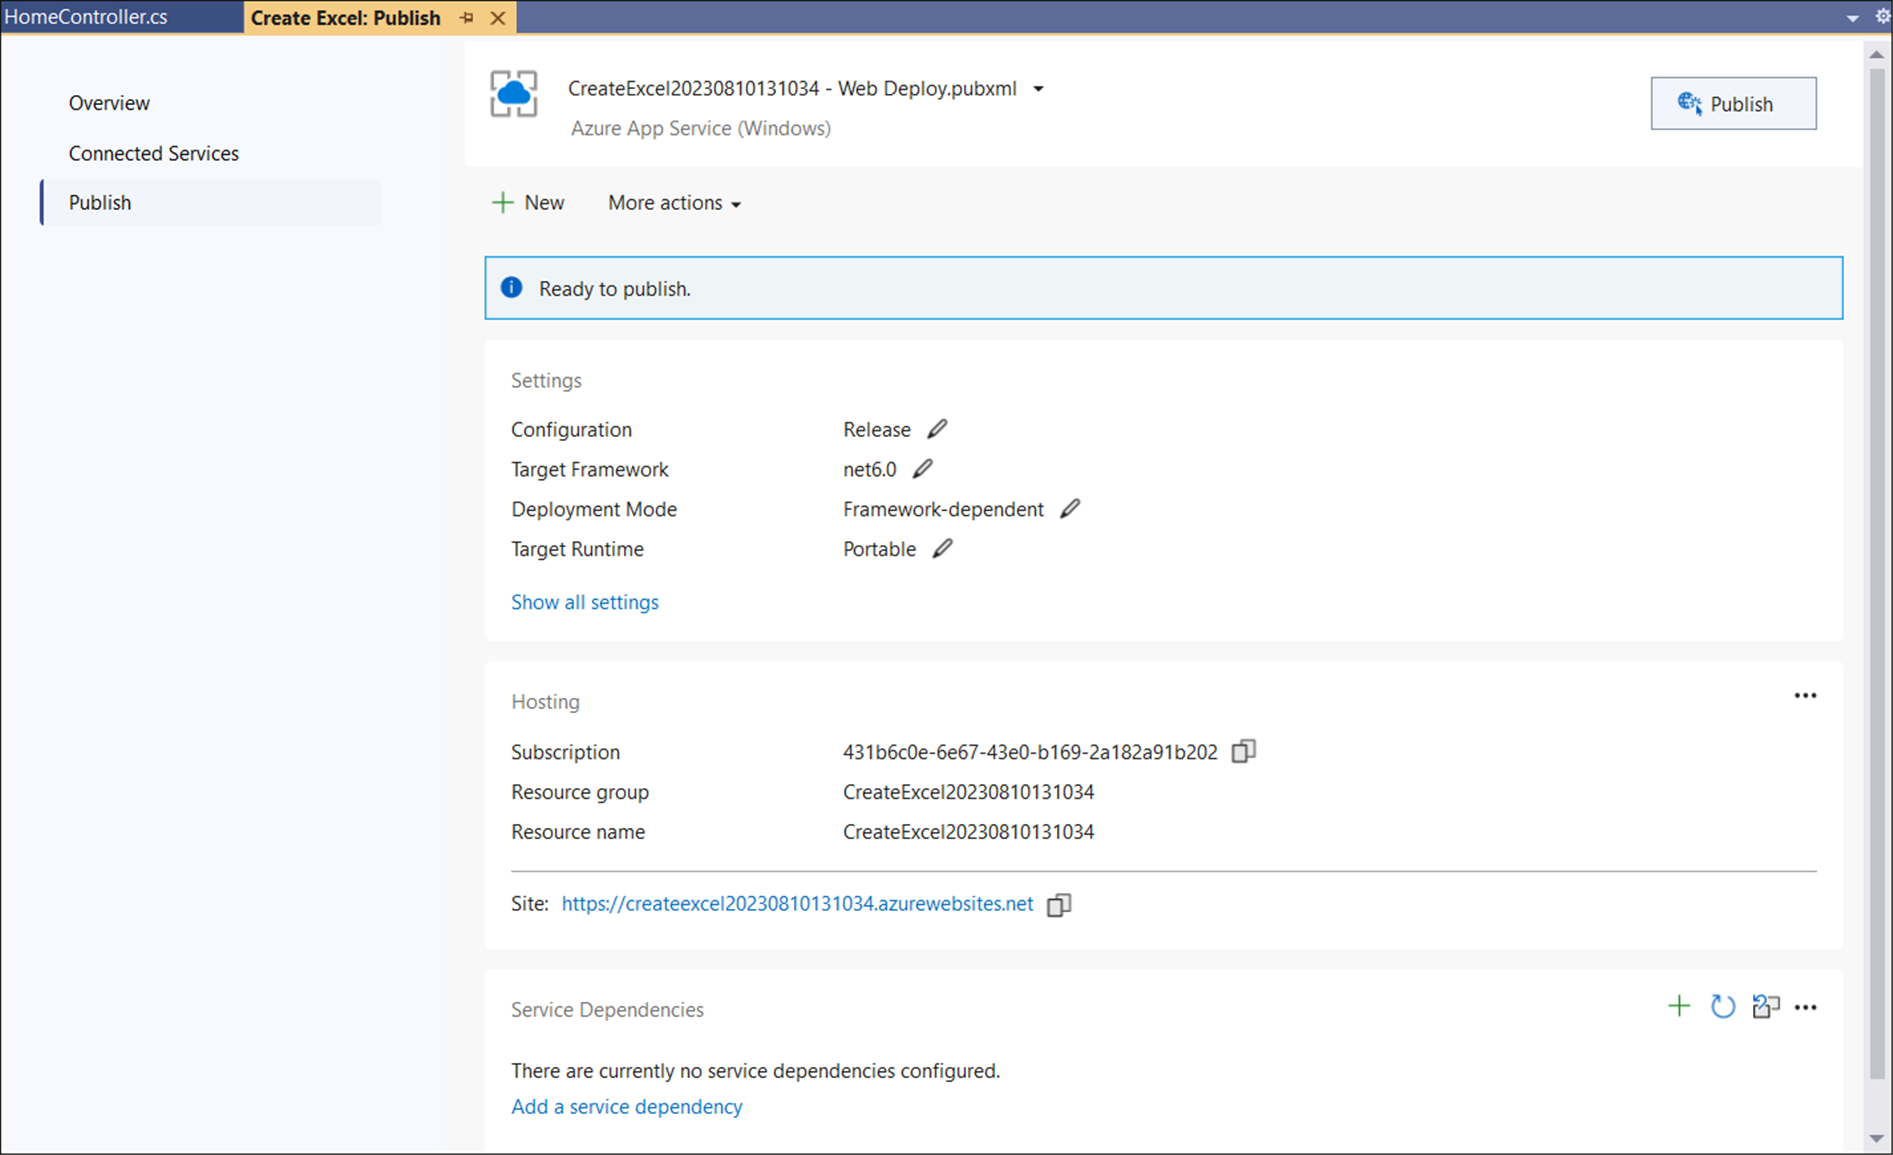 HomeController.cs
Create Excel: Publish
Overview
Connected Services
Publish
CreateExcel20230810131034 - Web Deploy.pubxml
Azure App Service (Windows)
Publish
New
More actions
Ready to publish.
Settings
Configuration Release
Target Framework net6.0
Deployment Mode Framework-dependent
Target Runtime Portable
Show all settings
Hosting
Subscription 431b6c0e-6e67-43e0-b169-2a182a91b202
Resource group CreateExcel20230810131034
Resource name CreateExcel20230810131034
Site: https://createexcel20230810131034.azurewebsites.net
Service Dependencies
There are currently no service dependencies configured.
Add a service dependency